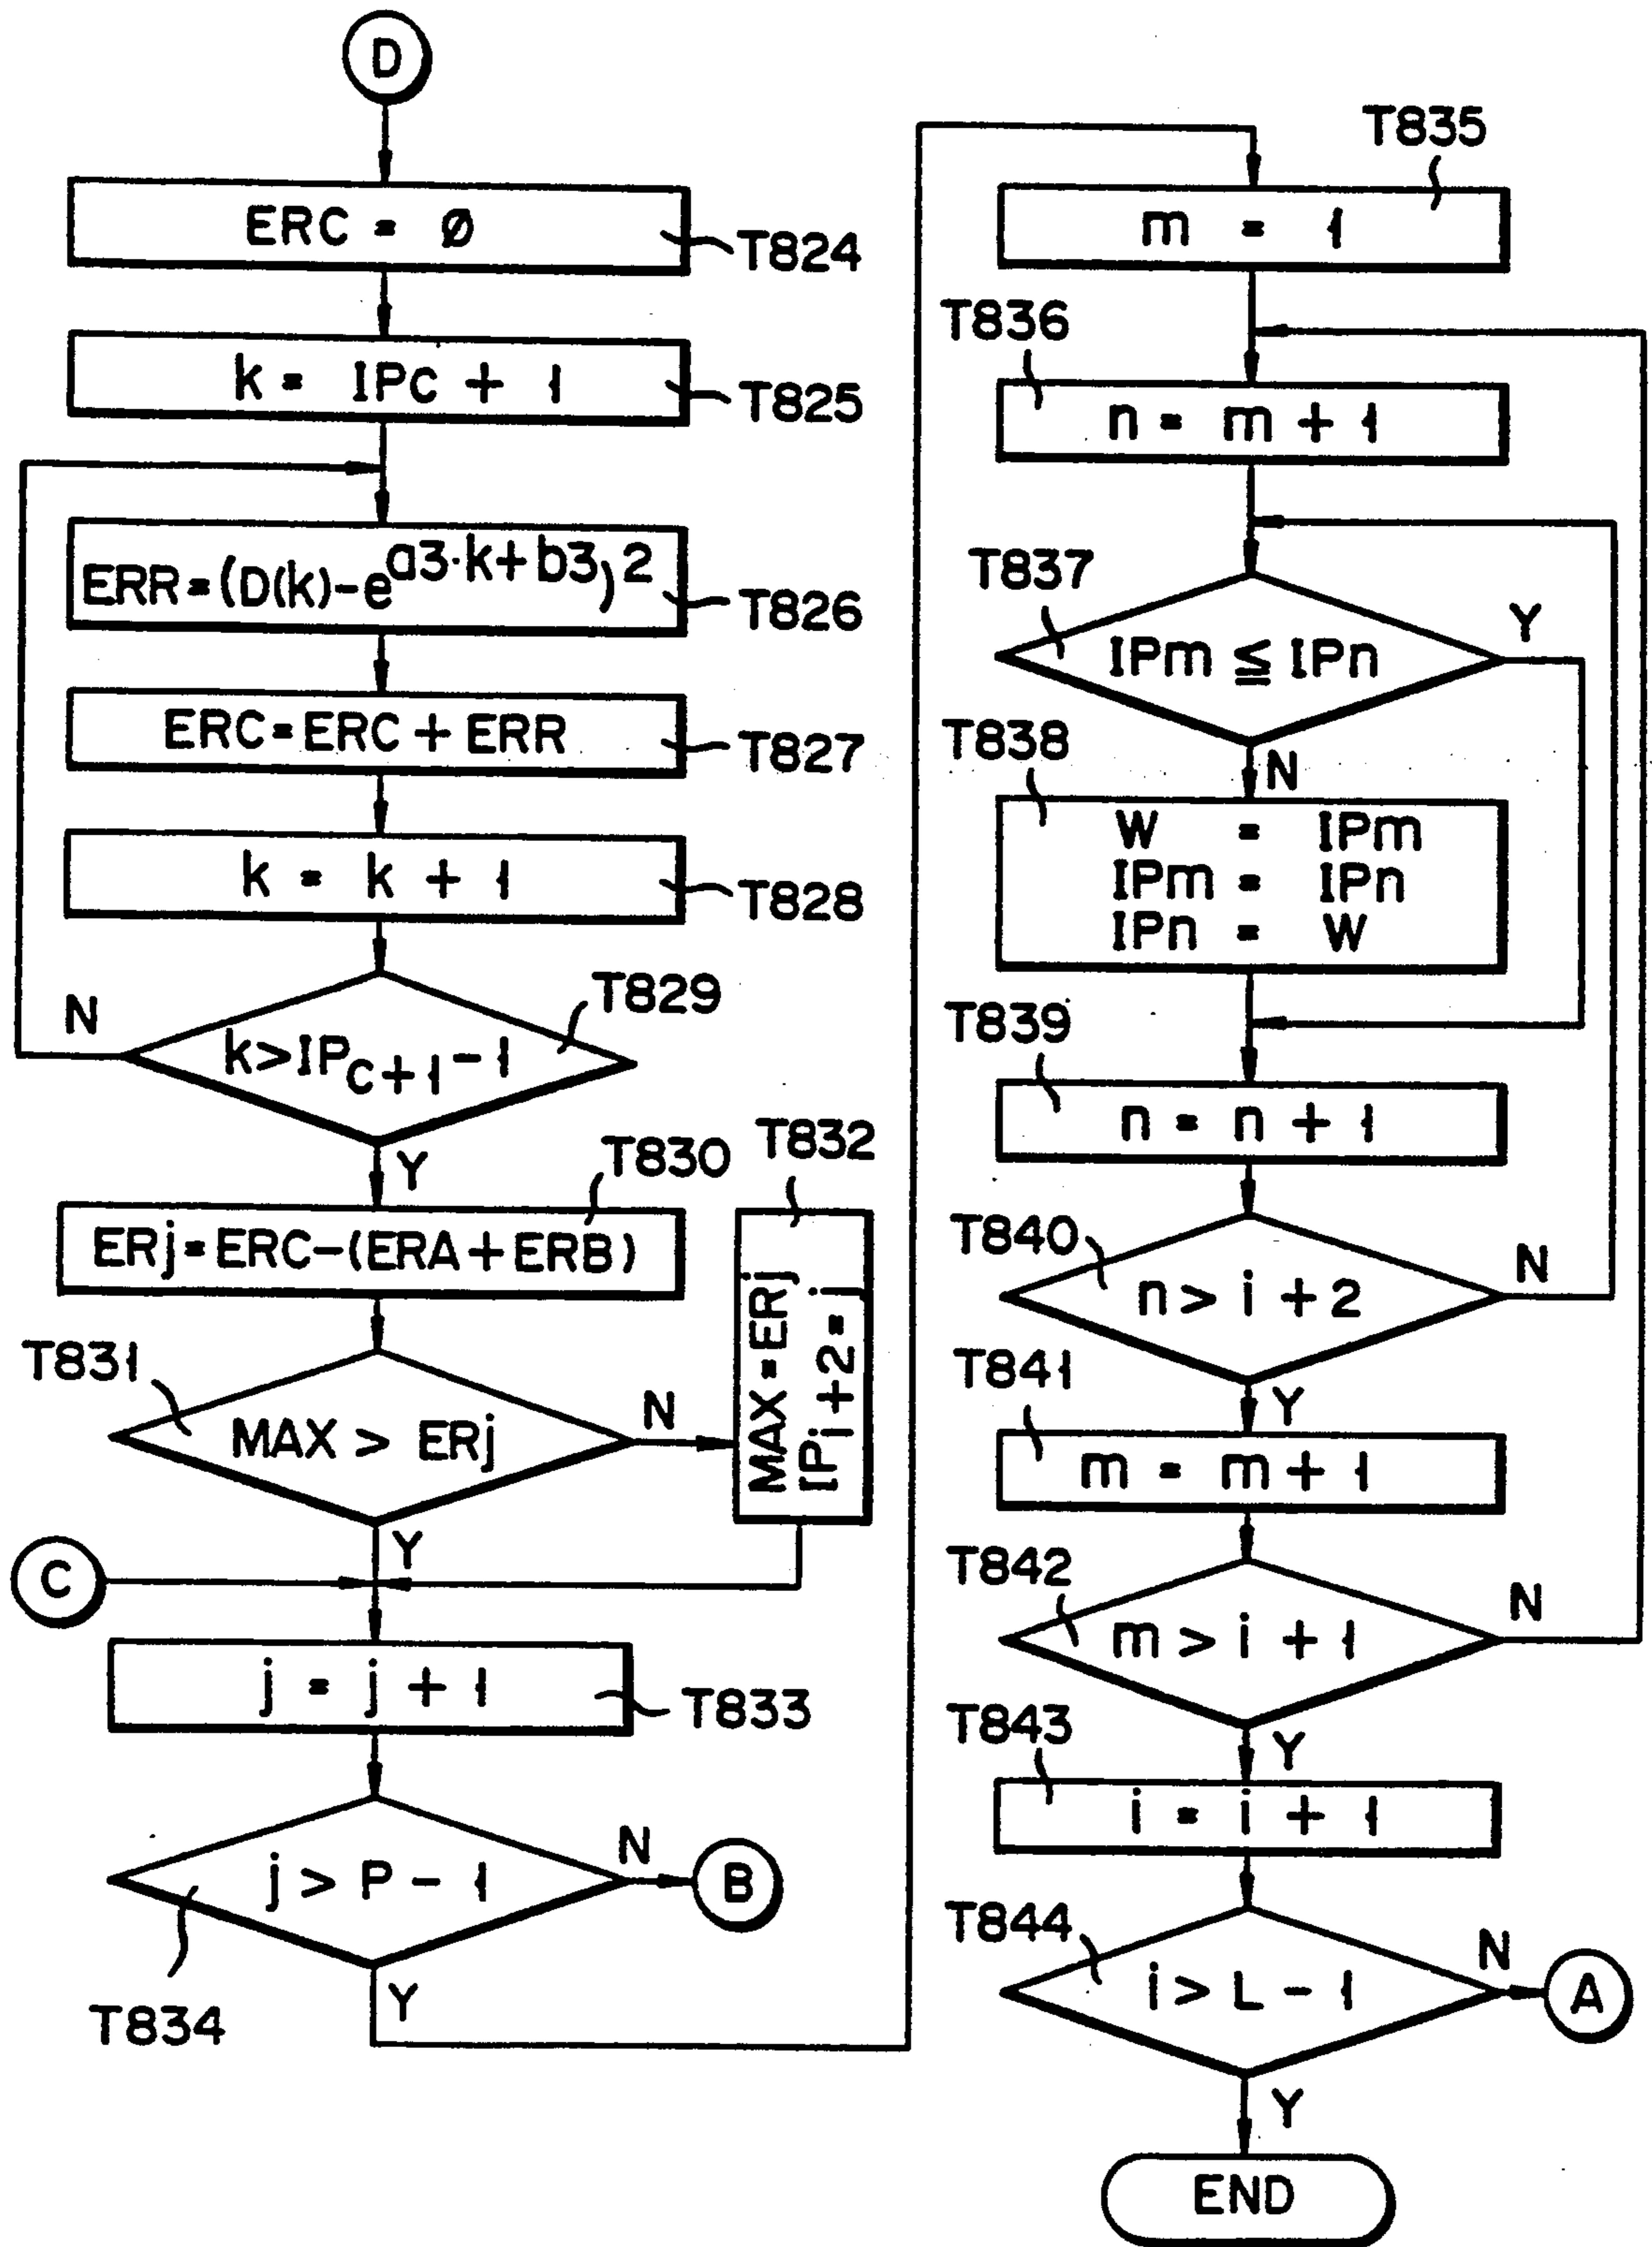 D
ERC = Ø
T824
k = IPc + 1
T825
ERR=(D(k)-e^a3·k+b3)^2
T826
ERC=ERC+ERR
T827
k = k + 1
T828
T829
N
k>IPC+1-1
Y
T830
T832
ERj=ERC-(ERA+ERB)
MAX=ERj
IPi+2=j
T831
MAX > ERj
N
Y
C
j = j + 1
T833
j > P - 1
N
B
T834
Y
T835
m = 1
T836
n = m + 1
T837
Y
IPm ≦ IPn
T838
N
W = IPm
IPm = IPn
IPn = W
T839
n = n + 1
T840
N
n > i + 2
T841
Y
m = m + 1
T842
N
m > i + 1
T843
Y
i = i + 1
T844
N
i > L - 1
A
Y
END